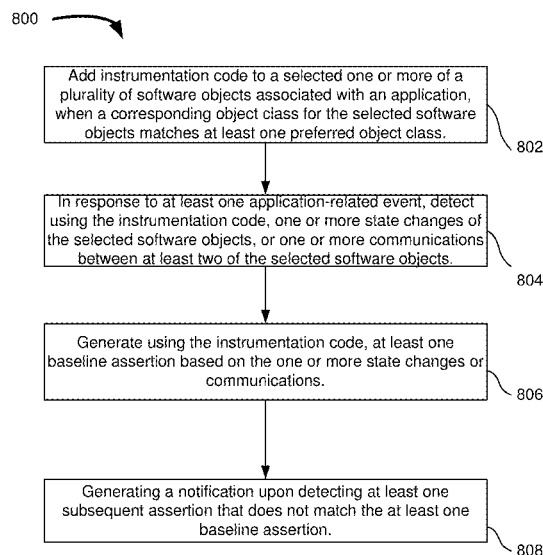 800
Add instrumentation code to a selected one or more of a
plurality of software objects associated with an application,
when a corresponding object class for the selected software
objects matches at least one preferred object class.
802
In response to at least one application-related event, detect
using the instrumentation code, one or more state changes of
the selected software objects, or one or more communications
between at least two of the selected software objects.
804
Generate using the instrumentation code, at least one
baseline assertion based on the one or more state changes or
communications.
806
Generating a notification upon detecting at least one
subsequent assertion that does not match the at least one
baseline assertion.
808